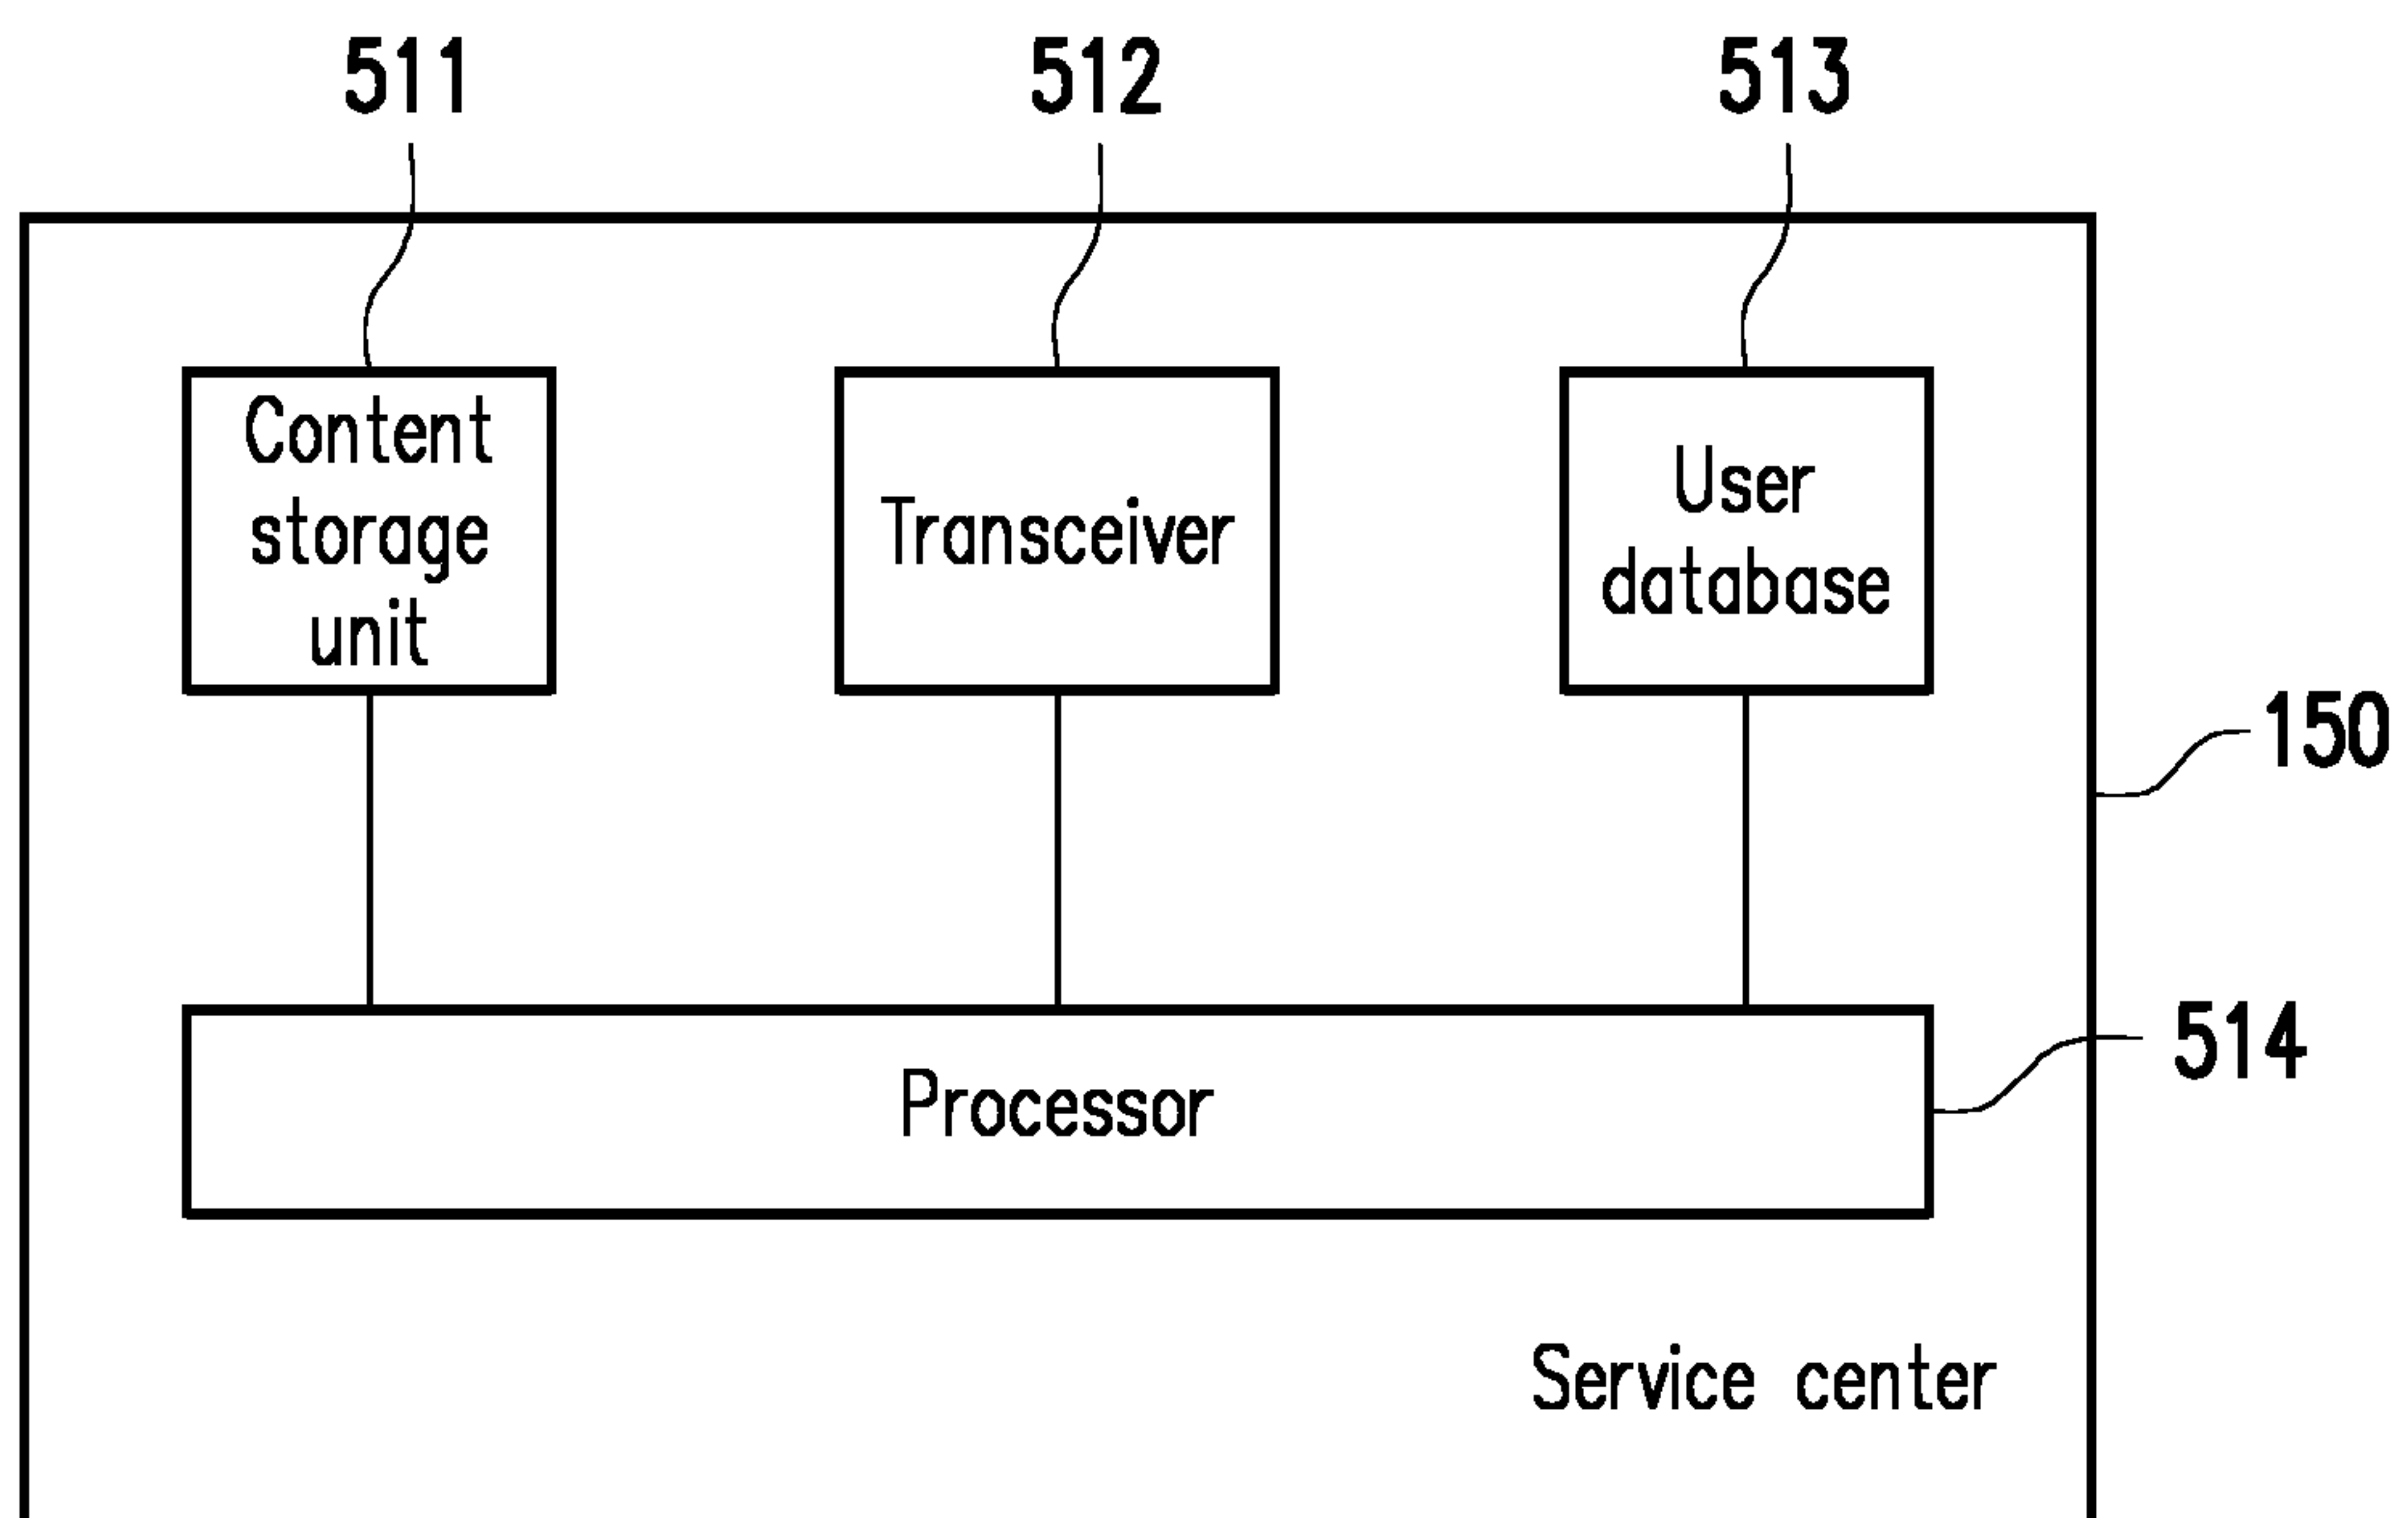 511
512
513
Content
storage
unit
Transceiver
User
database
150
514
Processor
Service center